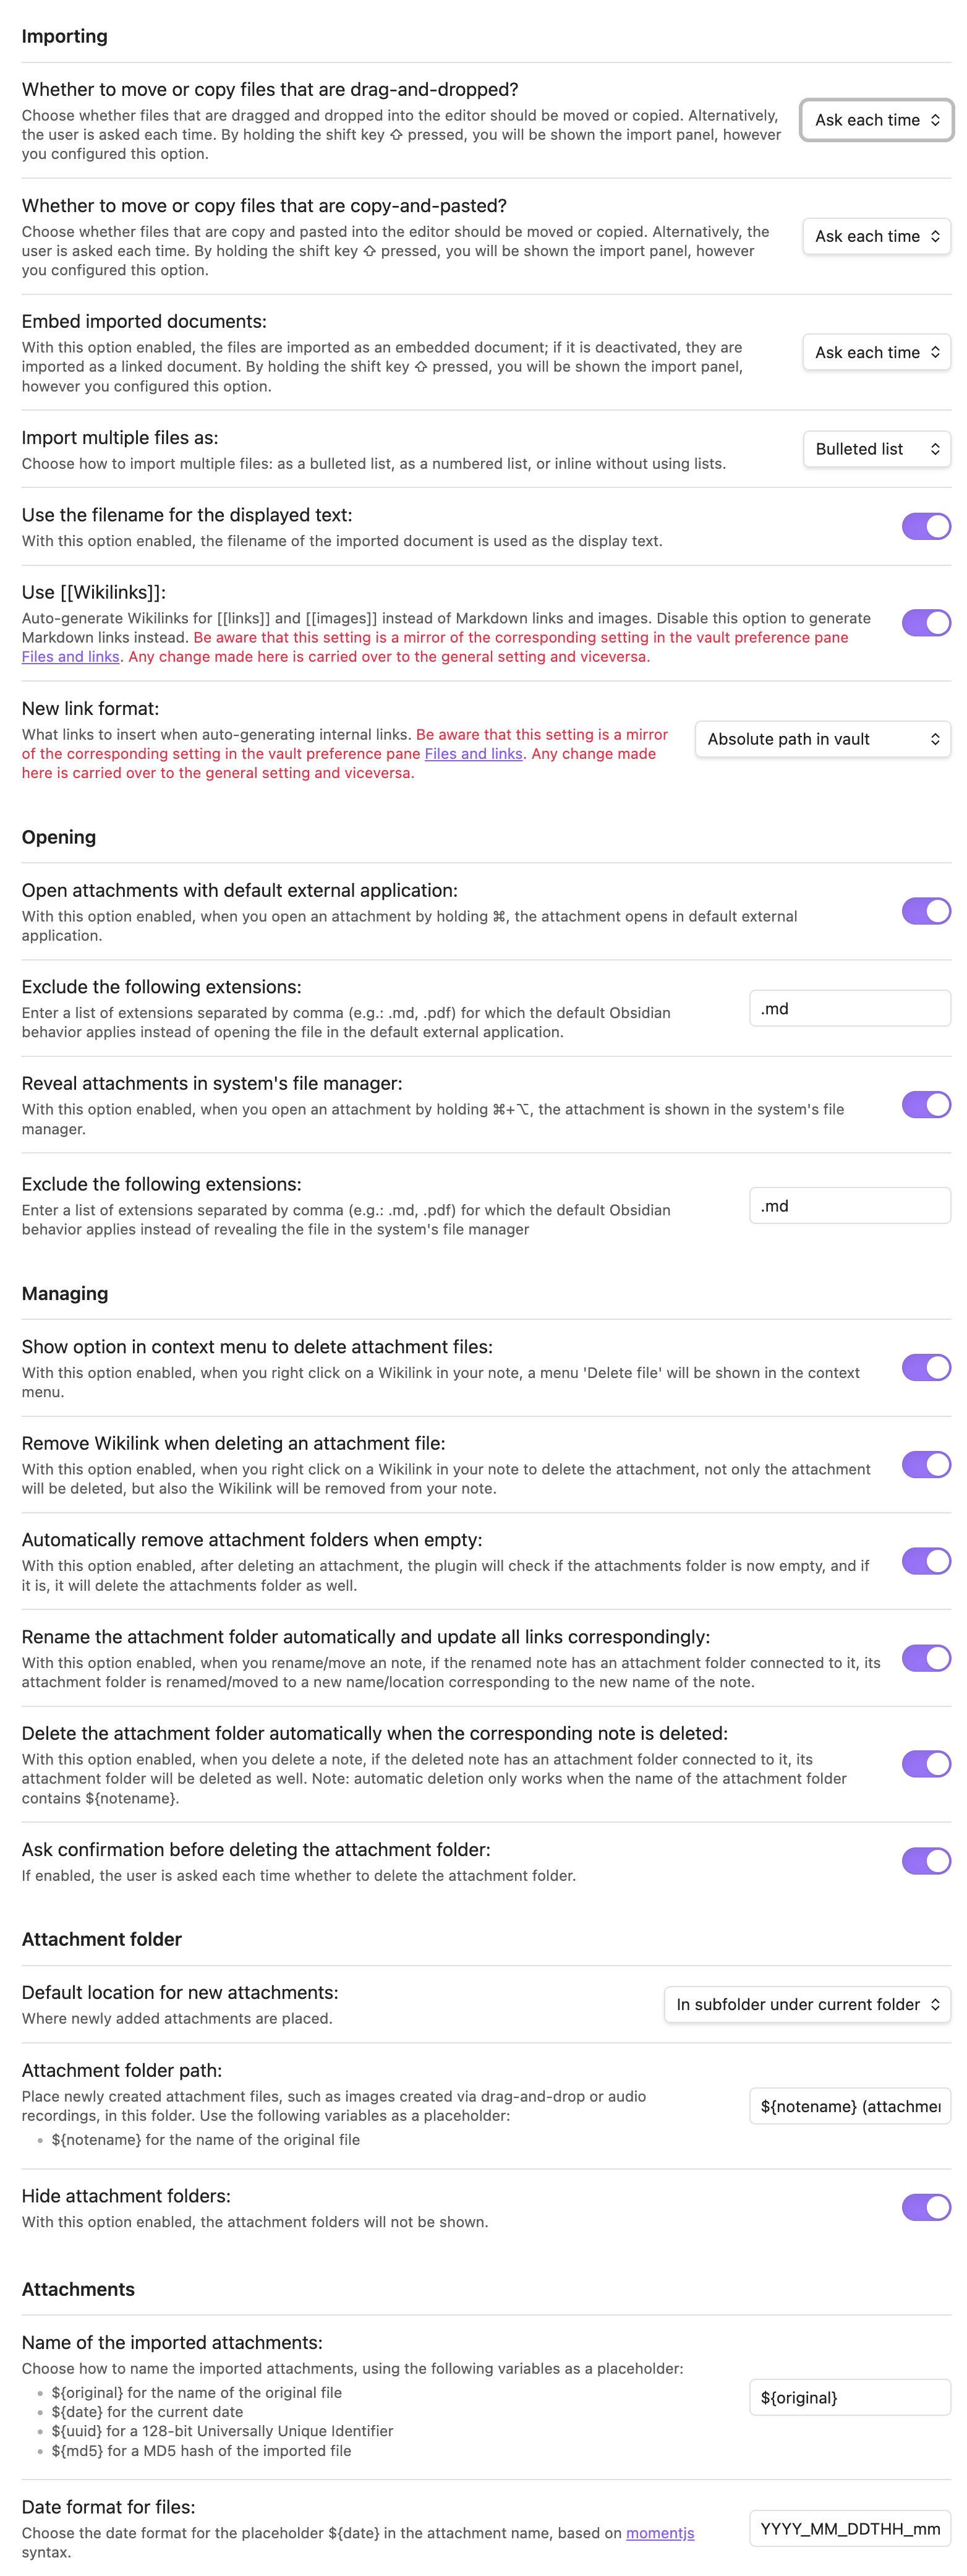 Importing
Whether to move or copy files that are drag-and-dropped?
Choose whether files that are dragged and dropped into the editor should be moved or copied. Alternatively,
the user is asked each time. By holding the shift key ⇧ pressed, you will be shown the import panel, however
you configured this option.
Ask each time
Whether to move or copy files that are copy-and-pasted?
Choose whether files that are copy and pasted into the editor should be moved or copied. Alternatively, the
user is asked each time. By holding the shift key ⇧ pressed, you will be shown the import panel, however
you configured this option.
Ask each time
Embed imported documents:
With this option enabled, the files are imported as an embedded document; if it is deactivated, they are
imported as a linked document. By holding the shift key ⇧ pressed, you will be shown the import panel,
however you configured this option.
Ask each time
Import multiple files as:
Choose how to import multiple files: as a bulleted list, as a numbered list, or inline without using lists.
Bulleted list
Use the filename for the displayed text:
With this option enabled, the filename of the imported document is used as the display text.
Use [[Wikilinks]]:
Auto-generate Wikilinks for [[links]] and [[images]] instead of Markdown links and images. Disable this option to generate
Markdown links instead. Be aware that this setting is a mirror of the corresponding setting in the vault preference pane
Files and links. Any change made here is carried over to the general setting and viceversa.
New link format:
What links to insert when auto-generating internal links. Be aware that this setting is a mirror
of the corresponding setting in the vault preference pane Files and links. Any change made
here is carried over to the general setting and viceversa.
Absolute path in vault
Opening
Open attachments with default external application:
With this option enabled, when you open an attachment by holding ⌘, the attachment opens in default external
application.
Exclude the following extensions:
Enter a list of extensions separated by comma (e.g.: .md, .pdf) for which the default Obsidian
behavior applies instead of opening the file in the default external application.
.md
Reveal attachments in system's file manager:
With this option enabled, when you open an attachment by holding ⌘+⌥, the attachment is shown in the system's file
manager.
Exclude the following extensions:
Enter a list of extensions separated by comma (e.g.: .md, .pdf) for which the default Obsidian
behavior applies instead of revealing the file in the system's file manager
.md
Managing
Show option in context menu to delete attachment files:
With this option enabled, when you right click on a Wikilink in your note, a menu 'Delete file' will be shown in the context
menu.
Remove Wikilink when deleting an attachment file:
With this option enabled, when you right click on a Wikilink in your note to delete the attachment, not only the attachment
will be deleted, but also the Wikilink will be removed from your note.
Automatically remove attachment folders when empty:
With this option enabled, after deleting an attachment, the plugin will check if the attachments folder is now empty, and if
it is, it will delete the attachments folder as well.
Rename the attachment folder automatically and update all links correspondingly:
With this option enabled, when you rename/move an note, if the renamed note has an attachment folder connected to it, its
attachment folder is renamed/moved to a new name/location corresponding to the new name of the note.
Delete the attachment folder automatically when the corresponding note is deleted:
With this option enabled, when you delete a note, if the deleted note has an attachment folder connected to it, its
attachment folder will be deleted as well. Note: automatic deletion only works when the name of the attachment folder
contains ${notename}.
Ask confirmation before deleting the attachment folder:
If enabled, the user is asked each time whether to delete the attachment folder.
Attachment folder
Default location for new attachments:
Where newly added attachments are placed.
In subfolder under current folder
Attachment folder path:
Place newly created attachment files, such as images created via drag-and-drop or audio
recordings, in this folder. Use the following variables as a placeholder:
• ${notename} for the name of the original file
${notename} (attachme
Hide attachment folders:
With this option enabled, the attachment folders will not be shown.
Attachments
Name of the imported attachments:
Choose how to name the imported attachments, using the following variables as a placeholder:
• ${original} for the name of the original file
• ${date} for the current date
• ${uuid} for a 128-bit Universally Unique Identifier
• ${md5} for a MD5 hash of the imported file
${original}
Date format for files:
Choose the date format for the placeholder ${date} in the attachment name, based on momentjs
syntax.
YYYY_MM_DDTHH_mm